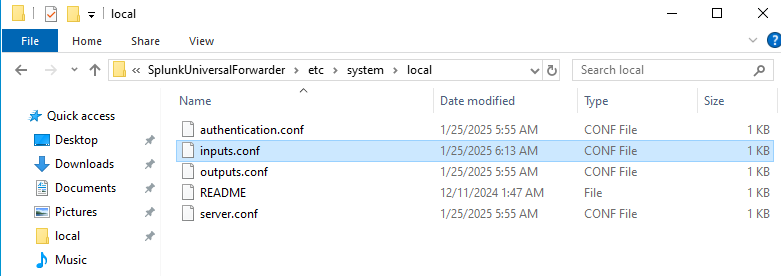 local
File Home Share View
« SplunkUniversalForwarder › etc › system › local Search local
Name Date modified Type Size
Quick access
Desktop
Downloads
Documents
Pictures
local
Music
authentication.conf 1/25/2025 5:55 AM CONF File 1 KB
inputs.conf 1/25/2025 6:13 AM CONF File 1 KB
outputs.conf 1/25/2025 5:55 AM CONF File 1 KB
README 12/11/2024 1:47 AM File 1 KB
server.conf 1/25/2025 5:55 AM CONF File 1 KB